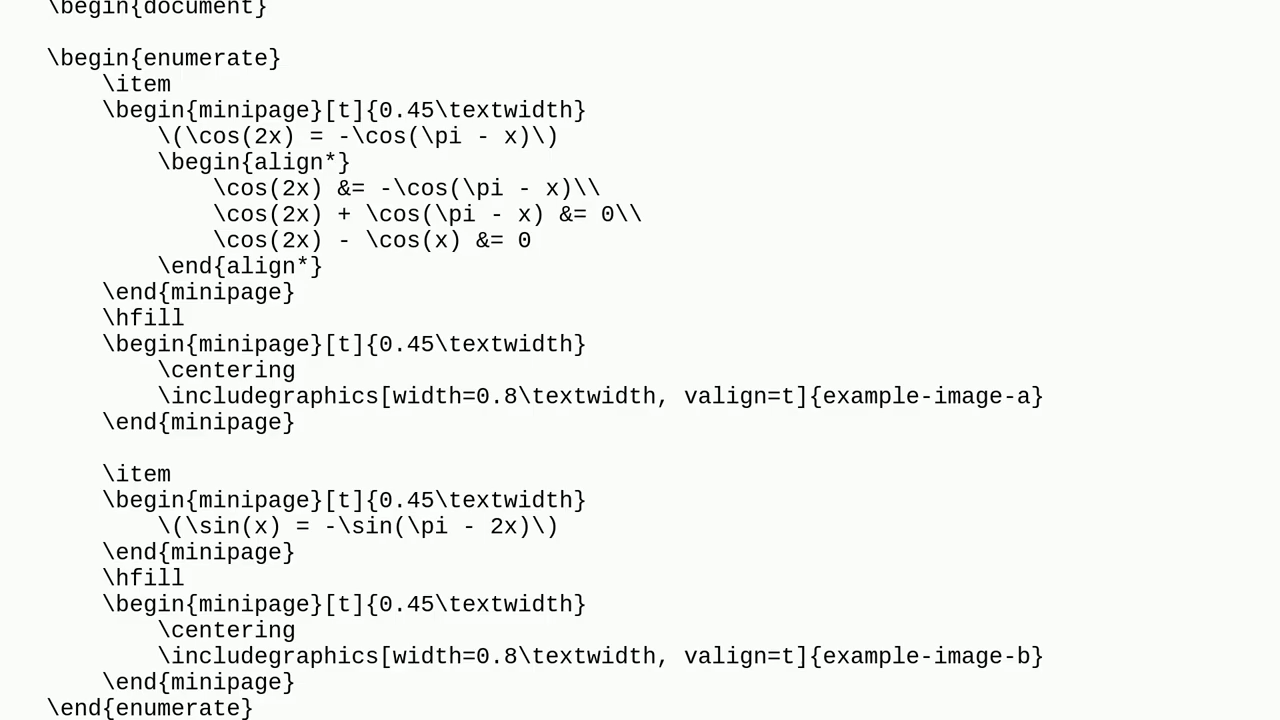 \begin{document}
\begin{enumerate}
\item
\begin{minipage}[t]{0.45\textwidth}
\(\cos(2x) = -\cos(\pi - x)\)
\begin{align*}
\cos(2x) &= -\cos(\pi - x)\\
\cos(2x) + \cos(\pi - x) &= 0\\
\cos(2x) - \cos(x) &= 0
\end{align*}
\end{minipage}
\hfill
\begin{minipage}[t]{0.45\textwidth}
\centering
\includegraphics[width=0.8\textwidth, valign=t]{example-image-a}
\end{minipage}
\item
\begin{minipage}[t]{0.45\textwidth}
\(\sin(x) = -\sin(\pi - 2x)\)
\end{minipage}
\hfill
\begin{minipage}[t]{0.45\textwidth}
\centering
\includegraphics[width=0.8\textwidth, valign=t]{example-image-b}
\end{minipage}
\end{enumerate}